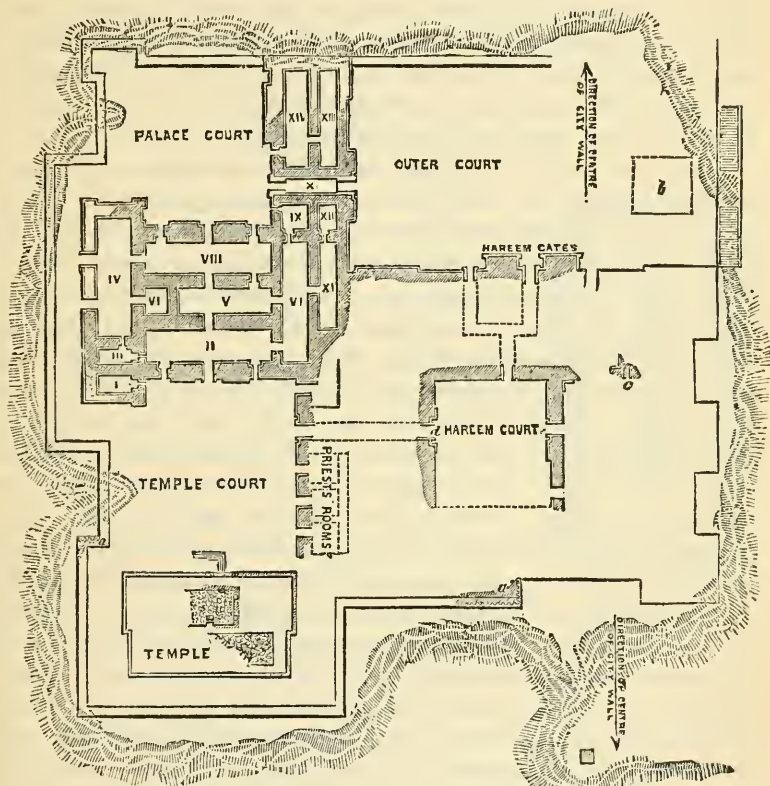 XII
XIII
PALACE COURT
OUTER COURT
DIRECTION OF CENTRE
OF CITY WALL
b
X
IX
XII
HAREEM GATES
VIII
IV
VI
V
VI
XI
II
III
I
c
HAREEM COURT
TEMPLE COURT
PRIESTS ROOMS
a
a
TEMPLE
DIRECTION OF CENTRE
OF CITY WALL